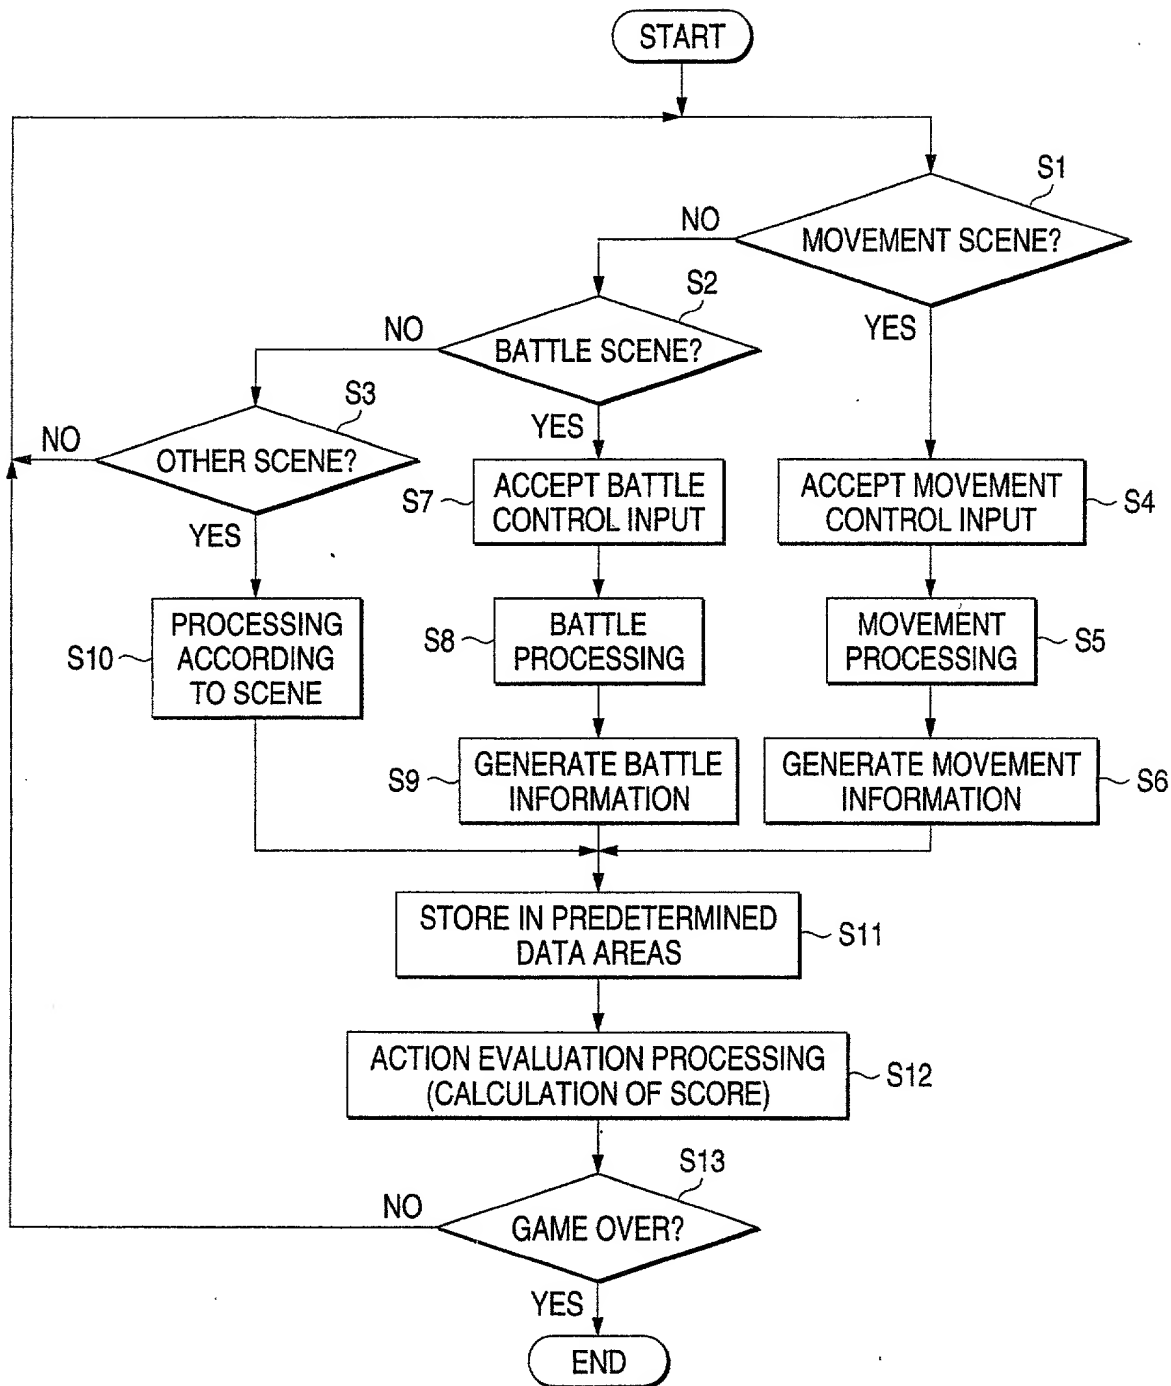 START
S1
NO
MOVEMENT SCENE?
S2
YES
NO
BATTLE SCENE?
S3
YES
NO
OTHER SCENE?
S7
ACCEPT BATTLE
CONTROL INPUT
ACCEPT MOVEMENT
CONTROL INPUT
S4
YES
S10
PROCESSING
ACCORDING
TO SCENE
S8
BATTLE
PROCESSING
MOVEMENT
PROCESSING
S5
S9
GENERATE BATTLE
INFORMATION
GENERATE MOVEMENT
INFORMATION
S6
STORE IN PREDETERMINED
DATA AREAS
S11
ACTION EVALUATION PROCESSING
(CALCULATION OF SCORE)
S12
S13
NO
GAME OVER?
YES
END